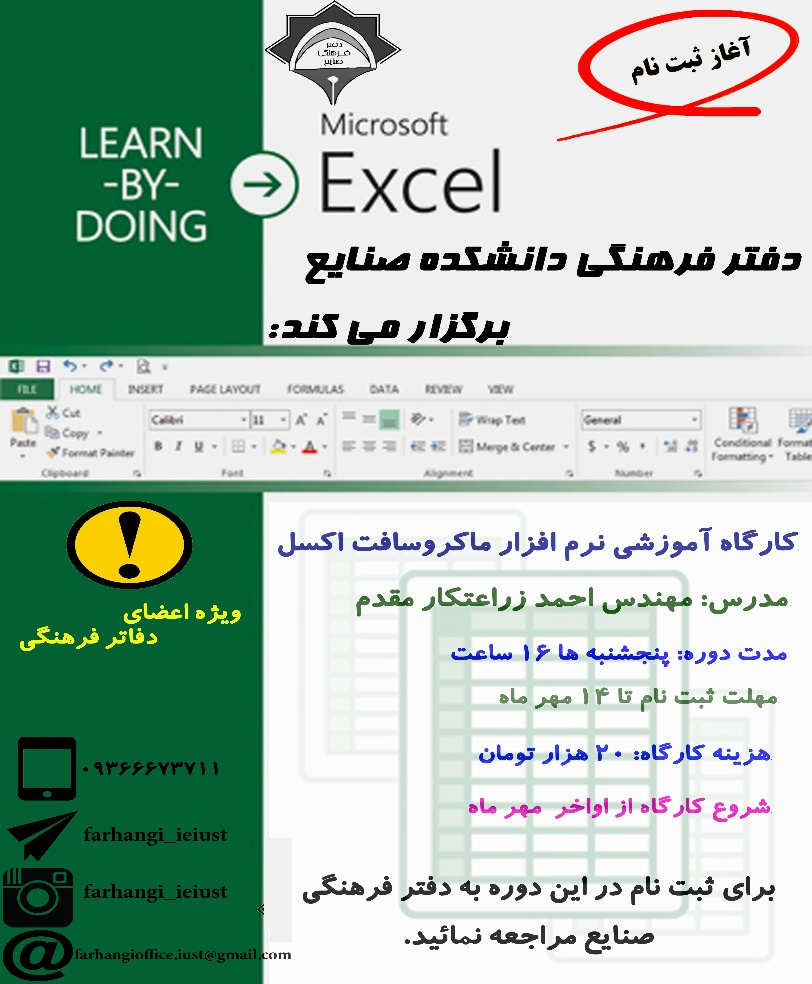 دفتر
فرهنگی
صنایع
آغاز ثبت نام
LEARN
-BY-
DOING
Microsoft
Excel
دفتر فرهنگی دانشکده صنایع
برگزار می کند:
FILE HOME INSERT PAGE LAYOUT FORMULAS DATA REVIEW VIEW
Cut
Copy
Format Painter
Paste
Clipboard
Calibri 11 A A
B I U A
Font
Wrap Text
Merge & Center
Alignment
General
$ % ,
Number
Conditional
Formatting
Format
Table
کارگاه آموزشی نرم افزار ماکروسافت اکسل
مدرس: مهندس احمد زراعتکار مقدم
مدت دوره: پنجشنبه ها ۱۶ ساعت
مهلت ثبت نام تا ۱۴ مهر ماه
هزینه کارگاه: ۲۰ هزار تومان
شروع کارگاه از اواخر مهر ماه
برای ثبت نام در این دوره به دفتر فرهنگی
صنایع مراجعه نمائید.
ویژه اعضای
دفاتر فرهنگی
۰۹۳۶۶۶۷۳۷۱۱
farhangi_ieiust
farhangi_ieiust
farhangioffice.iust@gmail.com